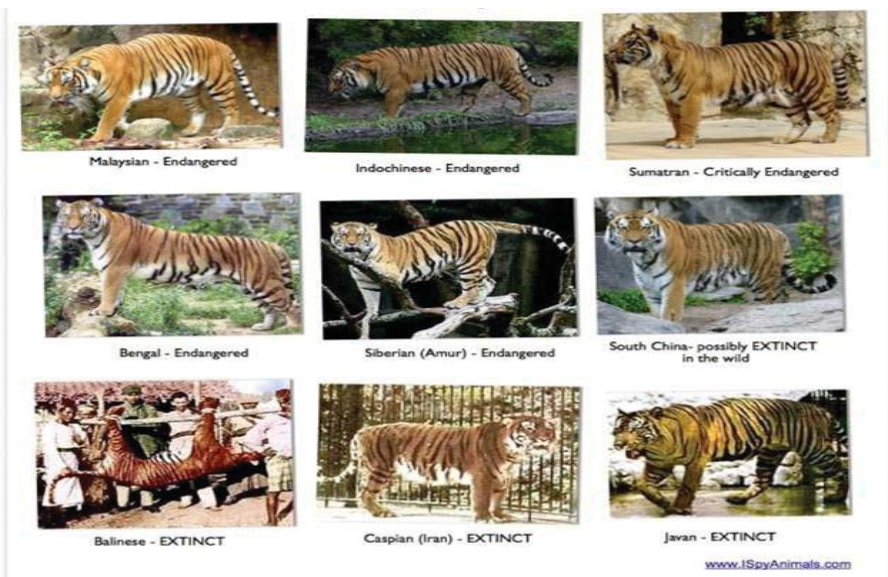 Malaysian - Endangered
Indochinese - Endangered
Sumatran - Critically Endangered
Bengal - Endangered
Siberian (Amur) - Endangered
South China- possibly EXTINCT
in the wild
Balinese - EXTINCT
Caspian (Iran) - EXTINCT
Javan - EXTINCT
www.ISpyAnimals.com